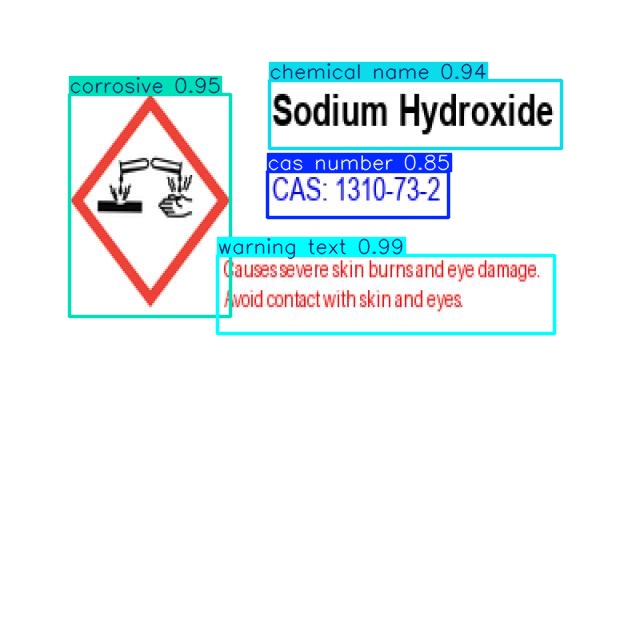 corrosive 0.95
chemical name 0.94
Sodium Hydroxide
cas number 0.85
CAS: 1310-73-2
warning text 0.99
Causes severe skin burns and eye damage.
Avoid contact with skin and eyes.